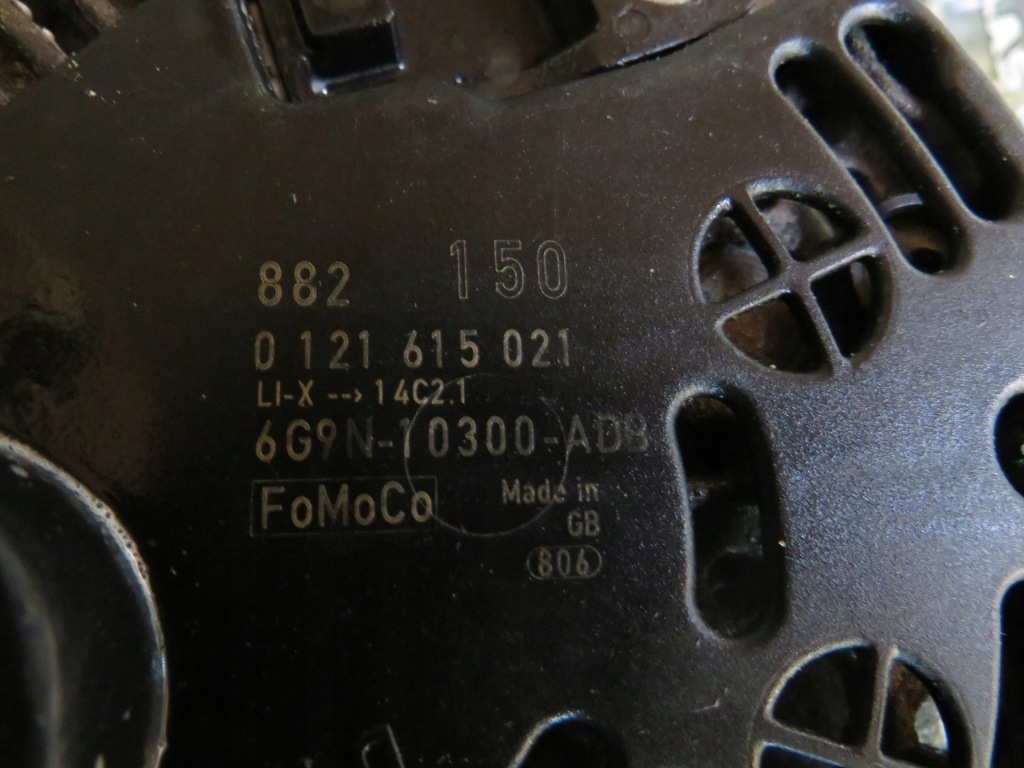 882 150
0 121 615 021
LI-X --> 14C2.1
6G9N-10300-ADB
FoMoCo
Made in
GB
806